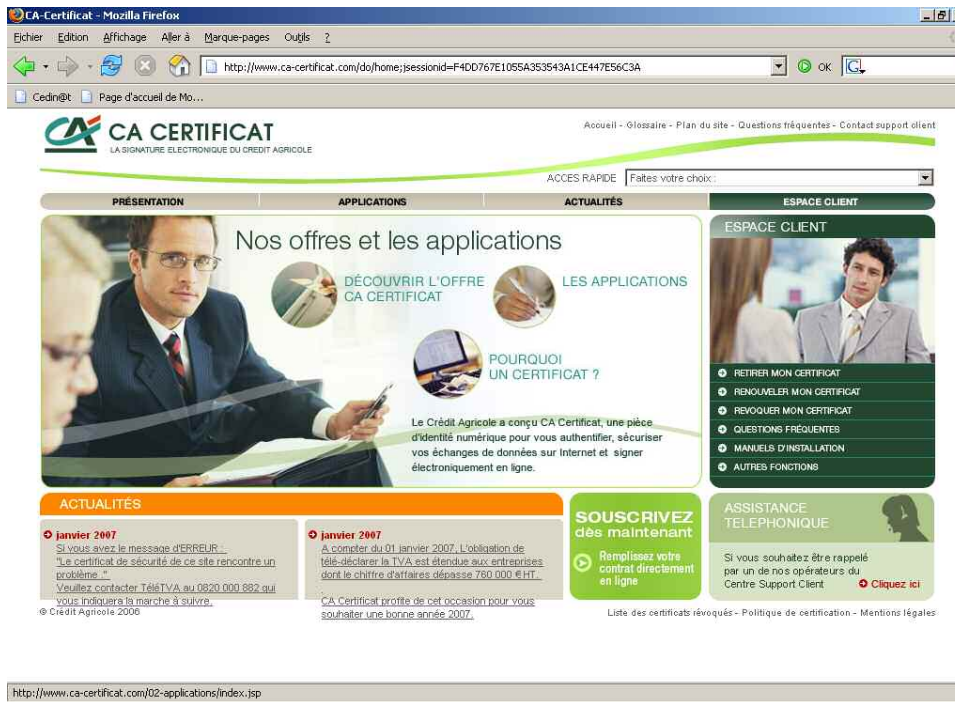 CA-Certificat - Mozilla Firefox
Fichier Edition Affichage Aller à Marque-pages Outils ?
http://www.ca-certificat.com/do/home;jsessionid=F4DD767E1055A353543A1CE447E56C3A OK G
Cedin@t Page d'accueil de Mo...
CA CERTIFICAT
LA SIGNATURE ELECTRONIQUE DU CREDIT AGRICOLE
Accueil - Glossaire - Plan du site - Questions fréquentes - Contact support client
ACCES RAPIDE Faites votre choix :
PRÉSENTATION APPLICATIONS ACTUALITÉS ESPACE CLIENT
Nos offres et les applications
DÉCOUVRIR L'OFFRE
CA CERTIFICAT
LES APPLICATIONS
POURQUOI
UN CERTIFICAT ?
Le Crédit Agricole a conçu CA Certificat, une pièce
d'identité numérique pour vous authentifier, sécuriser
vos échanges de données sur Internet et signer
électroniquement en ligne.
ESPACE CLIENT
RETIRER MON CERTIFICAT
RENOUVELER MON CERTIFICAT
REVOQUER MON CERTIFICAT
QUESTIONS FRÉQUENTES
MANUELS D'INSTALLATION
AUTRES FONCTIONS
ACTUALITÉS
janvier 2007
Si vous avez le message d'ERREUR :
"Le certificat de sécurité de ce site rencontre un
problème :"
Veuillez contacter TéléTVA au 0820 000 882 qui
vous indiquera la marche à suivre.
janvier 2007
A compter du 01 janvier 2007, L'obligation de
télé-déclarer la TVA est étendue aux entreprises
dont le chiffre d'affaires dépasse 760 000 € HT.
CA Certificat profite de cet occasion pour vous
souhaiter une bonne année 2007.
SOUSCRIVEZ
dès maintenant
Remplissez votre
contrat directement
en ligne
ASSISTANCE
TELEPHONIQUE
Si vous souhaitez être rappelé
par un de nos opérateurs du
Centre Support Client Cliquez ici
© Crédit Agricole 2006
Liste des certificats révoqués - Politique de certification - Mentions légales
http://www.ca-certificat.com/02-applications/index.jsp